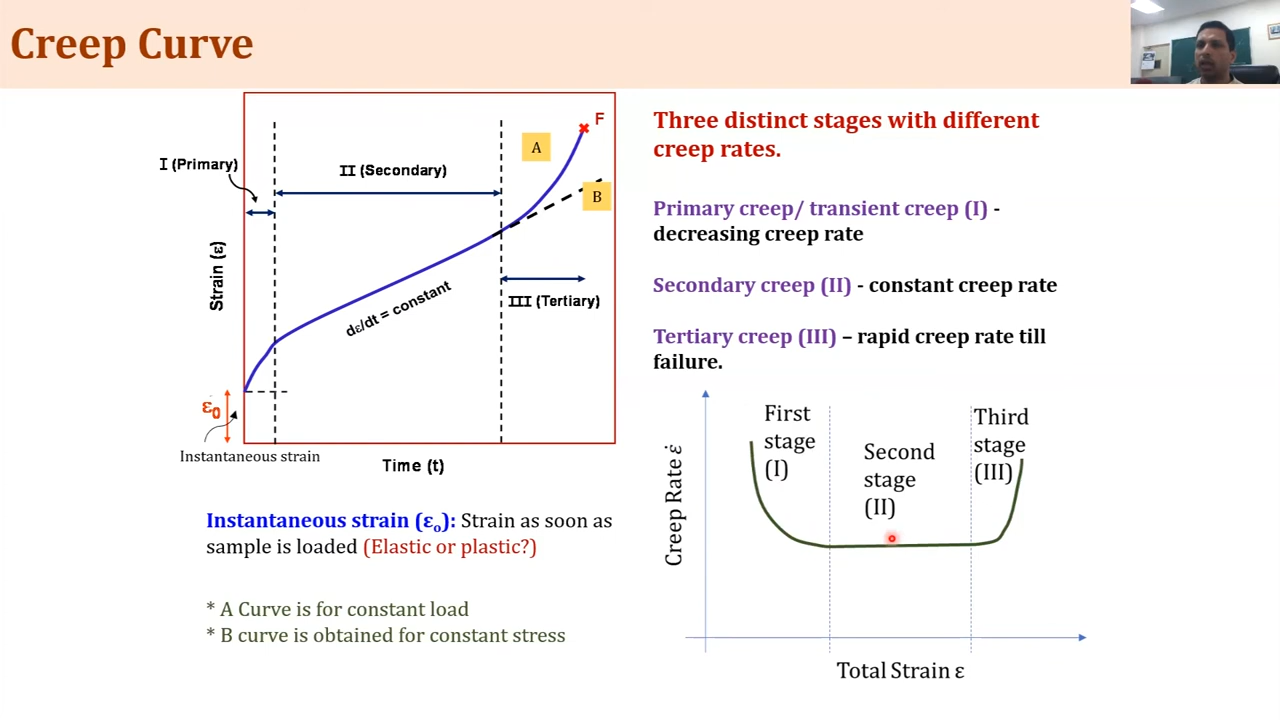 Creep Curve
I (Primary)
II (Secondary)
A
F
B
Strain (ε)
dε/dt = constant
III (Tertiary)
ε0
Instantaneous strain
Time (t)
Instantaneous strain (εo): Strain as soon as
sample is loaded (Elastic or plastic?)
* A Curve is for constant load
* B curve is obtained for constant stress
Three distinct stages with different
creep rates.
Primary creep/ transient creep (I) -
decreasing creep rate
Secondary creep (II) - constant creep rate
Tertiary creep (III) – rapid creep rate till
failure.
Creep Rate ε̇
First
stage
(I)
Second
stage
(II)
Third
stage
(III)
Total Strain ε